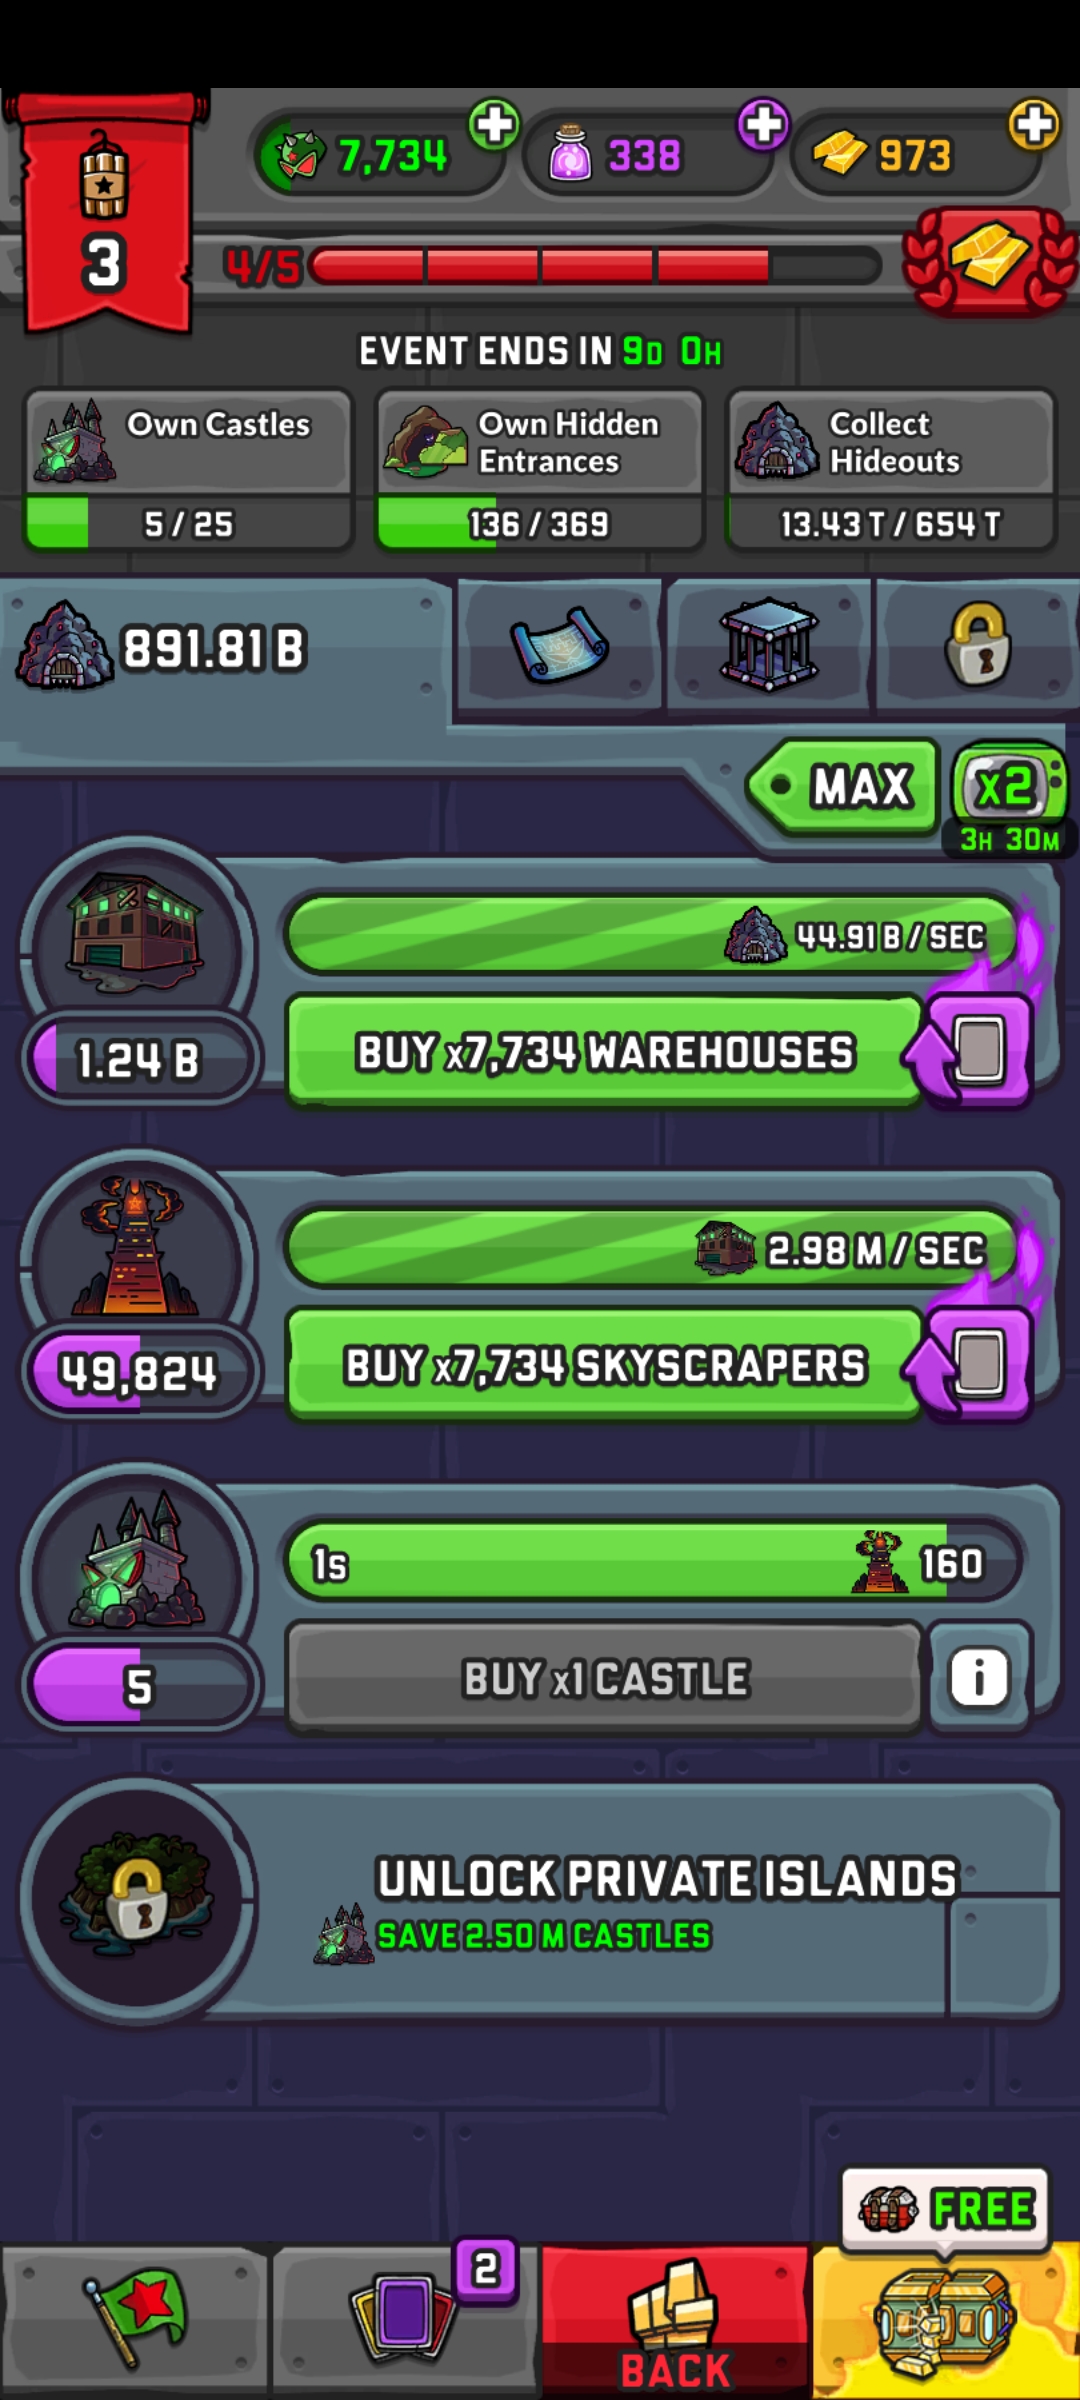 7,734
338
973
3
4/5
EVENT ENDS IN 9D 0H
Own Castles
5 / 25
Own Hidden
Entrances
136 / 369
Collect
Hideouts
13.43 T / 654 T
891.81 B
MAX
x2
3H 30M
44.91 B / SEC
1.24 B
BUY x7,734 WAREHOUSES
2.98 M / SEC
49,824
BUY x7,734 SKYSCRAPERS
1s
160
5
BUY x1 CASTLE
i
UNLOCK PRIVATE ISLANDS
SAVE 2.50 M CASTLES
FREE
2
BACK